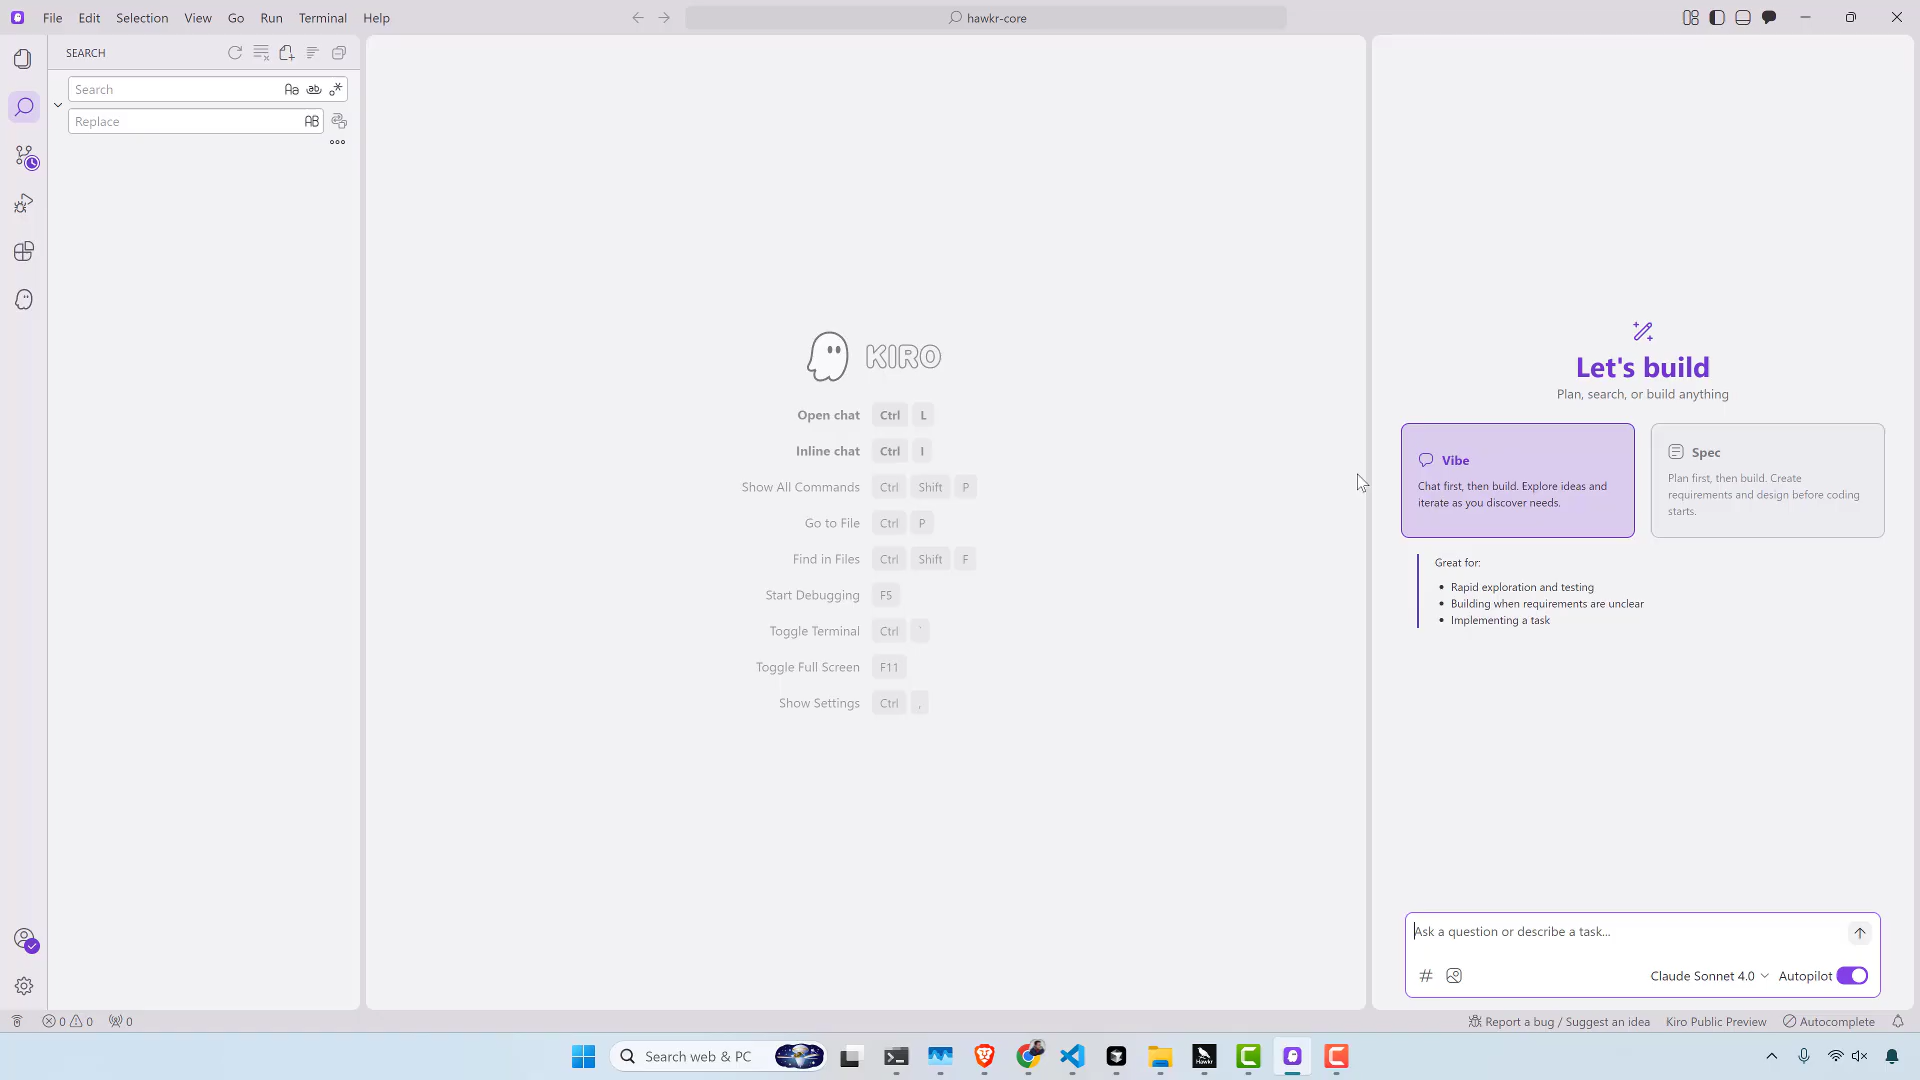 File Edit Selection View Go Run Terminal Help
hawkr-core
SEARCH
Search
Aa
ab
Replace
AB
KIRO
Open chat Ctrl L
Inline chat Ctrl I
Show All Commands Ctrl Shift P
Go to File Ctrl P
Find in Files Ctrl Shift F
Start Debugging F5
Toggle Terminal Ctrl `
Toggle Full Screen F11
Show Settings Ctrl ,
Let's build
Plan, search, or build anything
Vibe
Chat first, then build. Explore ideas and
iterate as you discover needs.
Spec
Plan first, then build. Create
requirements and design before coding
starts.
Great for:
• Rapid exploration and testing
• Building when requirements are unclear
• Implementing a task
Ask a question or describe a task...
# Claude Sonnet 4.0 Autopilot
0 0 0
Report a bug / Suggest an idea Kiro Public Preview Autocomplete
Search web & PC
Hawkr